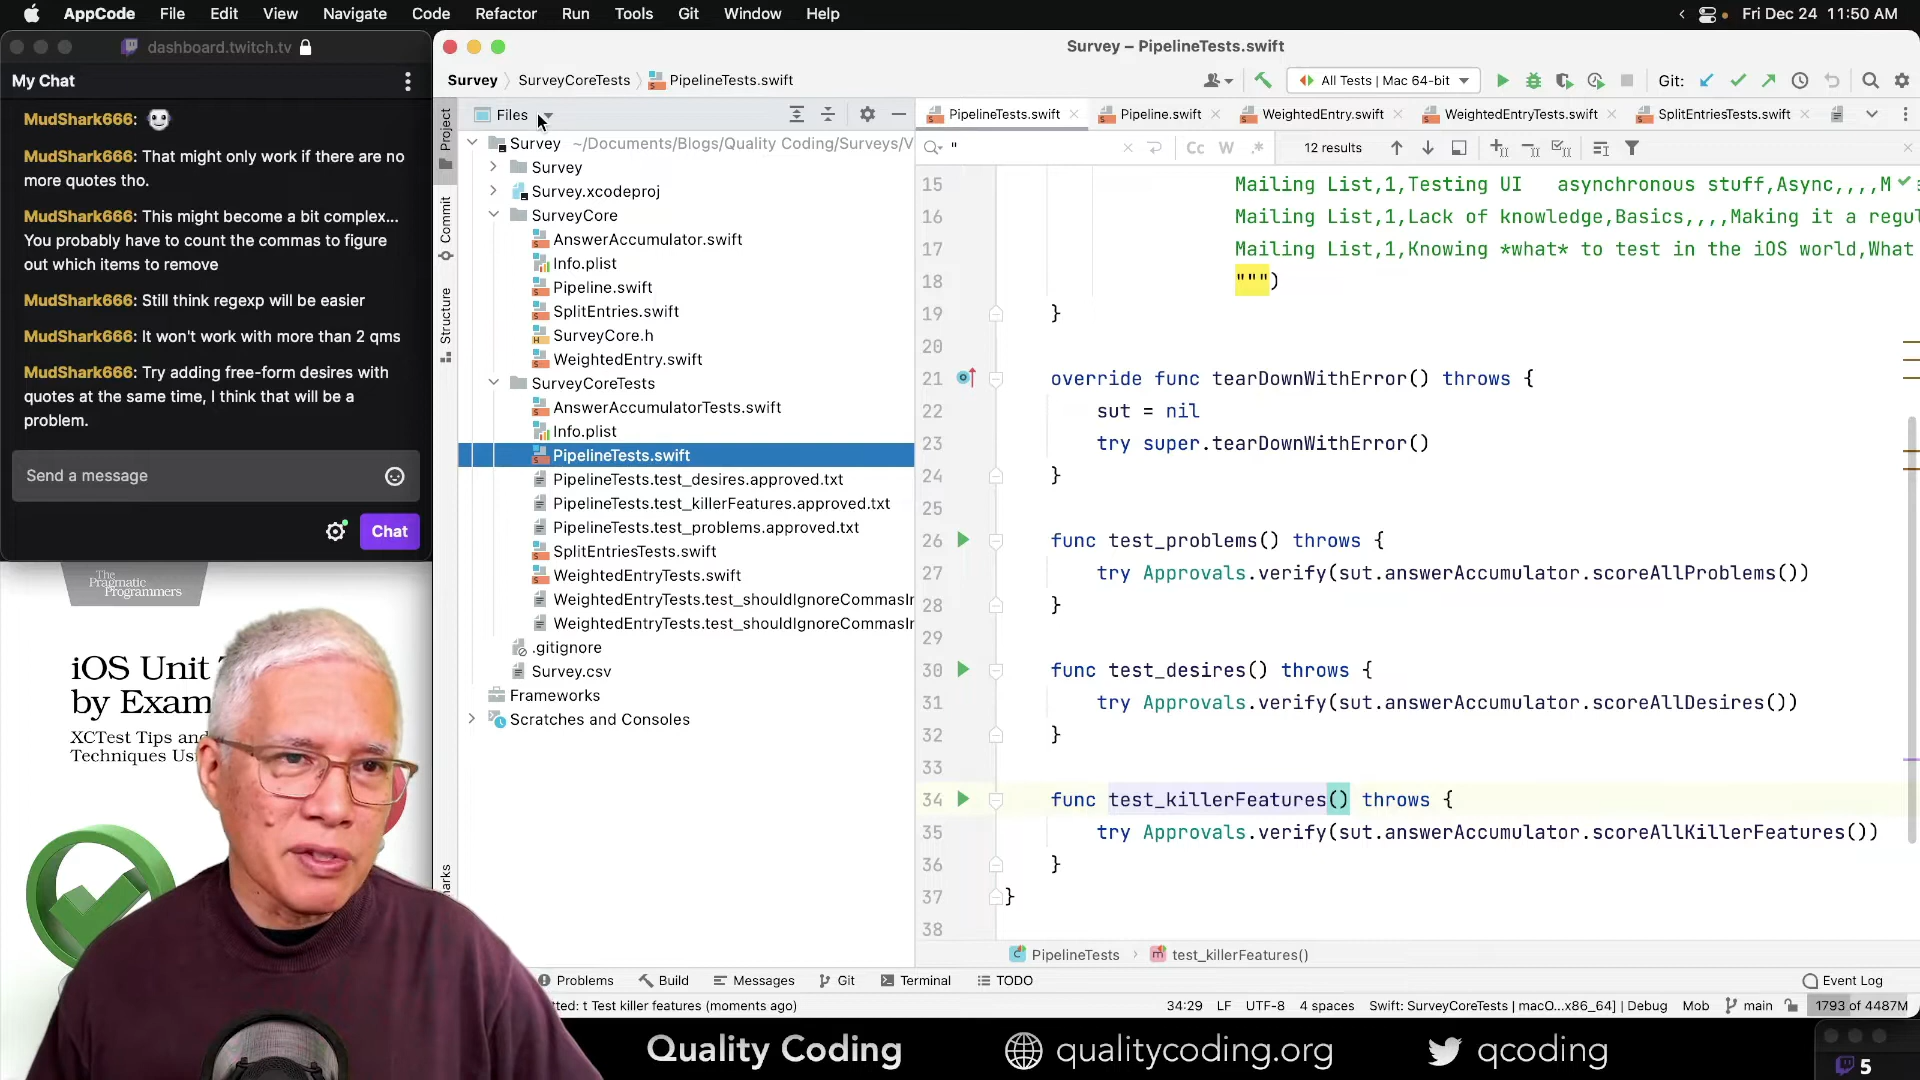 AppCode File Edit View Navigate Code Refactor Run Tools Git Window Help
Fri Dec 24 11:50 AM
dashboard.twitch.tv
My Chat
MudShark666:
MudShark666: That might only work if there are no
more quotes tho.
MudShark666: This might become a bit complex...
You probably have to count the commas to figure
out which items to remove
MudShark666: Still think regexp will be easier
MudShark666: It won't work with more than 2 qms
MudShark666: Try adding free-form desires with
quotes at the same time, I think that will be a
problem.
Send a message
Chat
The
Pragmatic
Programmers
iOS Unit
by Exam
XCTest Tips and
Techniques Us
Survey – PipelineTests.swift
Survey SurveyCoreTests PipelineTests.swift
All Tests | Mac 64-bit
Git:
Project
Commit
Structure
Files
Survey ~/Documents/Blogs/Quality Coding/Surveys/V
Survey
Survey.xcodeproj
SurveyCore
AnswerAccumulator.swift
Info.plist
Pipeline.swift
SplitEntries.swift
SurveyCore.h
WeightedEntry.swift
SurveyCoreTests
AnswerAccumulatorTests.swift
Info.plist
PipelineTests.swift
PipelineTests.test_desires.approved.txt
PipelineTests.test_killerFeatures.approved.txt
PipelineTests.test_problems.approved.txt
SplitEntriesTests.swift
WeightedEntryTests.swift
WeightedEntryTests.test_shouldIgnoreCommasIn
WeightedEntryTests.test_shouldIgnoreCommasIn
.gitignore
Survey.csv
Frameworks
Scratches and Consoles
PipelineTests.swift Pipeline.swift WeightedEntry.swift WeightedEntryTests.swift SplitEntriesTests.swift
" Cc W .* 12 results
15 Mailing List,1,Testing UI asynchronous stuff,Async,,,,M
16 Mailing List,1,Lack of knowledge,Basics,,,,Making it a regul
17 Mailing List,1,Knowing *what* to test in the iOS world,What
18 """)
19 }
20
21 override func tearDownWithError() throws {
22 sut = nil
23 try super.tearDownWithError()
24 }
25
26 func test_problems() throws {
27 try Approvals.verify(sut.answerAccumulator.scoreAllProblems())
28 }
29
30 func test_desires() throws {
31 try Approvals.verify(sut.answerAccumulator.scoreAllDesires())
32 }
33
34 func test_killerFeatures() throws {
35 try Approvals.verify(sut.answerAccumulator.scoreAllKillerFeatures())
36 }
37 }
38
PipelineTests test_killerFeatures()
Problems Build Messages Git Terminal TODO
Event Log
tted: t Test killer features (moments ago)
34:29 LF UTF-8 4 spaces Swift: SurveyCoreTests | macO...x86_64] | Debug Mob main 1793 of 4487M
Quality Coding qualitycoding.org qcoding
5